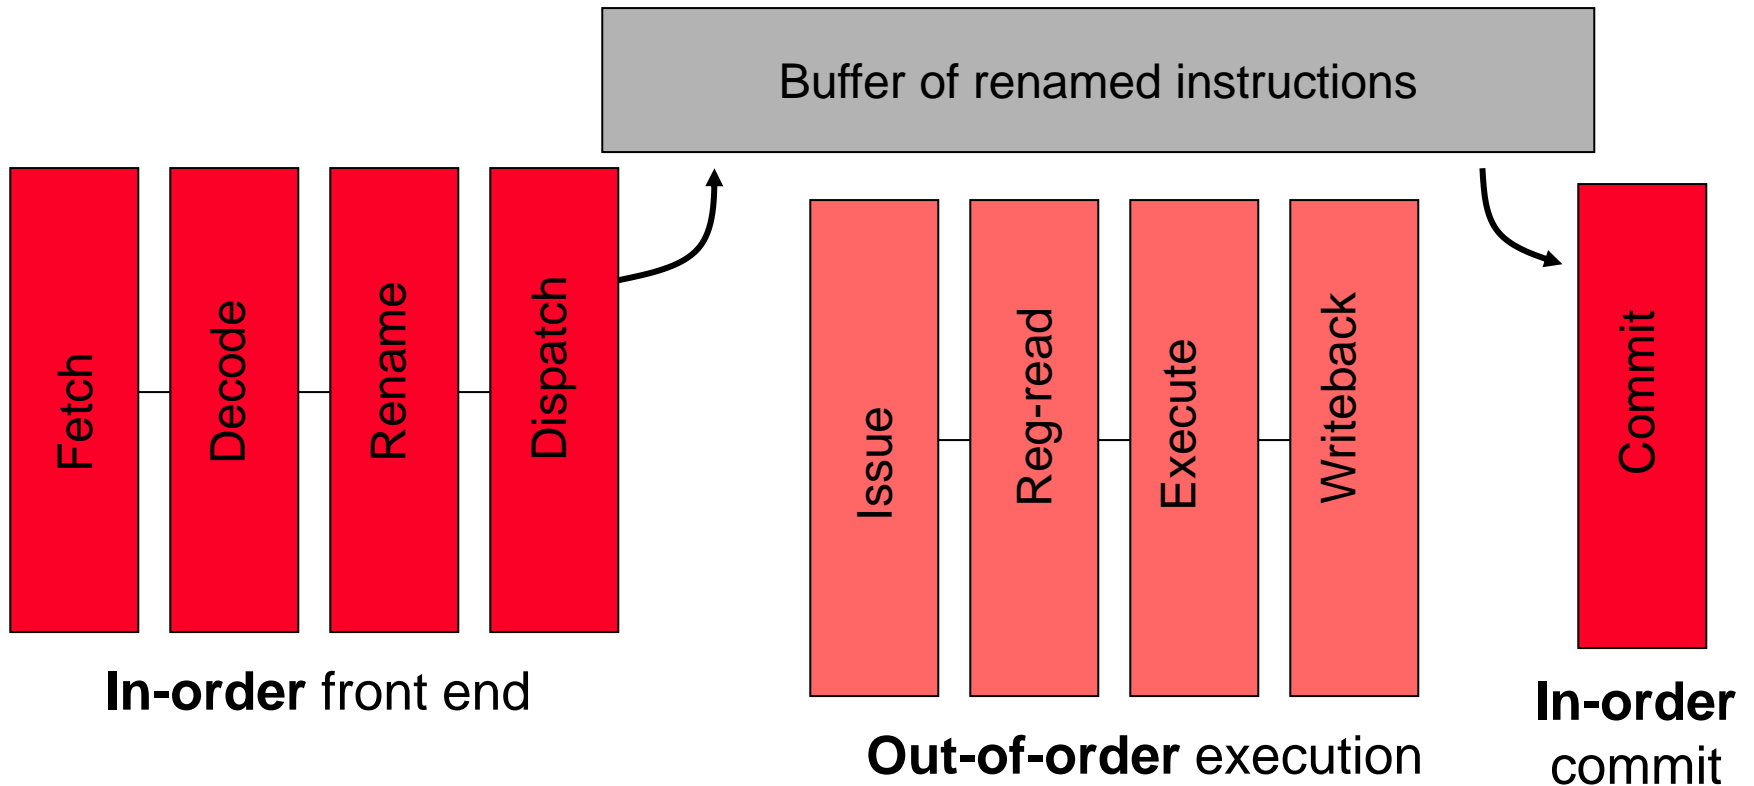 Buffer of renamed instructions
Fetch
Decode
Rename
Dispatch
Issue
Reg-read
Execute
Writeback
Commit
In-order front end
Out-of-order execution
In-order
commit